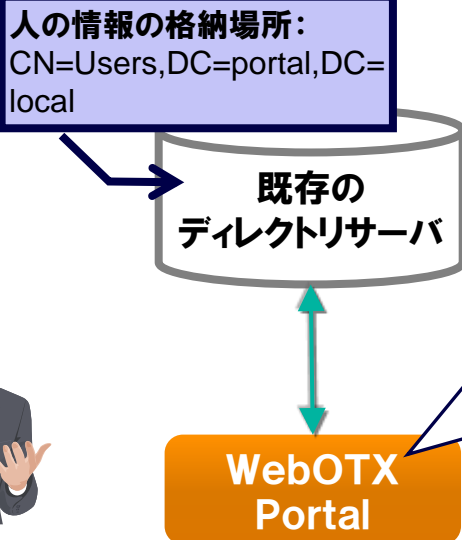 人の情報の格納場所：
CN=Users,DC=portal,DC=
local
既存の
ディレクトリサーバ
WebOTX
Portal